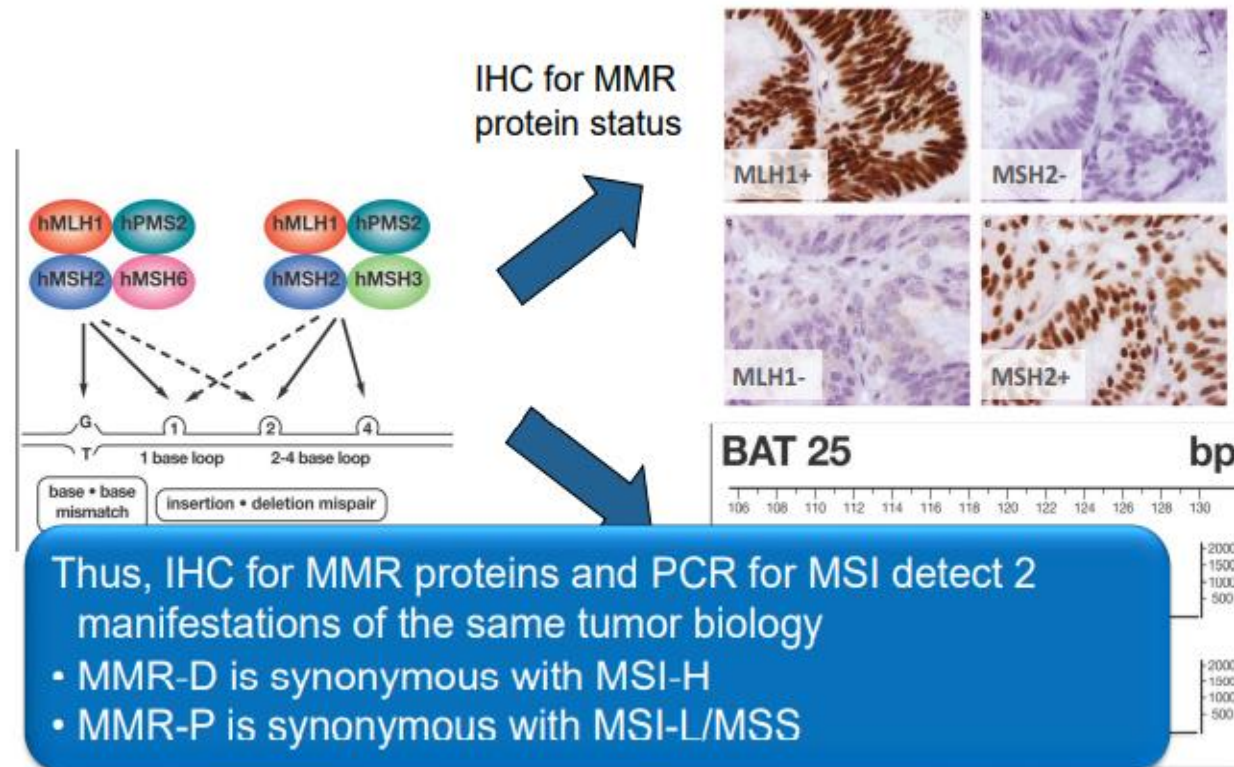 IHC for MMR
protein status
MLH1+
MSH2-
MLH1-
MSH2+
hMLH1 hPMS2
hMSH2 hMSH6
hMLH1 hPMS2
hMSH2 hMSH3
G
T
1
2
4
1 base loop
2-4 base loop
base • base
mismatch
insertion • deletion mispair
BAT 25 bp
106 108 110 112 114 116 118 120 122 124 126 128 130
2000
1500
1000
500
2000
1500
1000
500
Thus, IHC for MMR proteins and PCR for MSI detect 2
manifestations of the same tumor biology
• MMR-D is synonymous with MSI-H
• MMR-P is synonymous with MSI-L/MSS